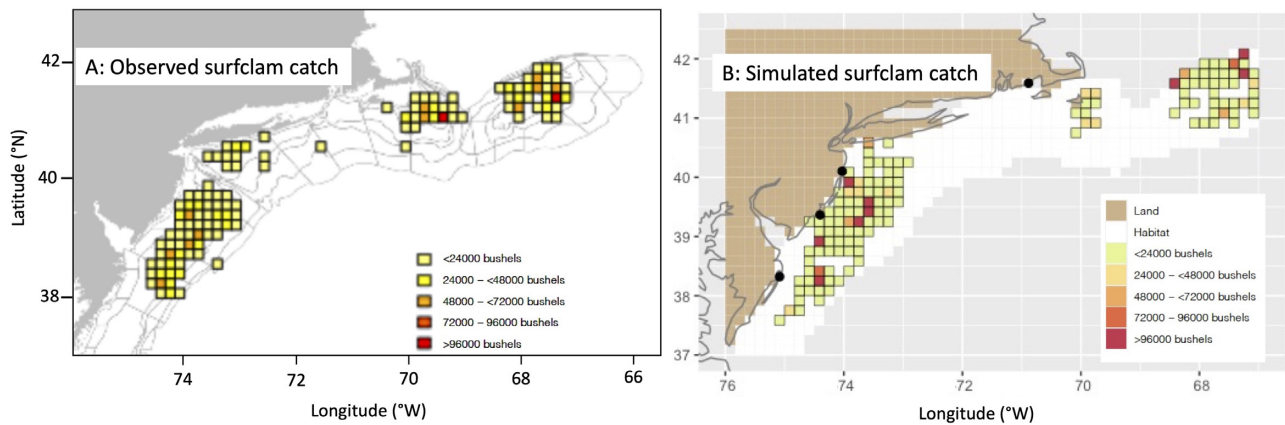 A: Observed surfclam catch
42
40
38
Latitude (°N)
<24000 bushels
24000 – <48000 bushels
48000 – <72000 bushels
72000 – 96000 bushels
>96000 bushels
74
72
70
68
66
Longitude (°W)
B: Simulated surfclam catch
42
41
40
39
38
37
Land
Habitat
<24000 bushels
24000 – <48000 bushels
48000 – <72000 bushels
72000 – 96000 bushels
>96000 bushels
76
74
72
70
68
Longitude (°W)